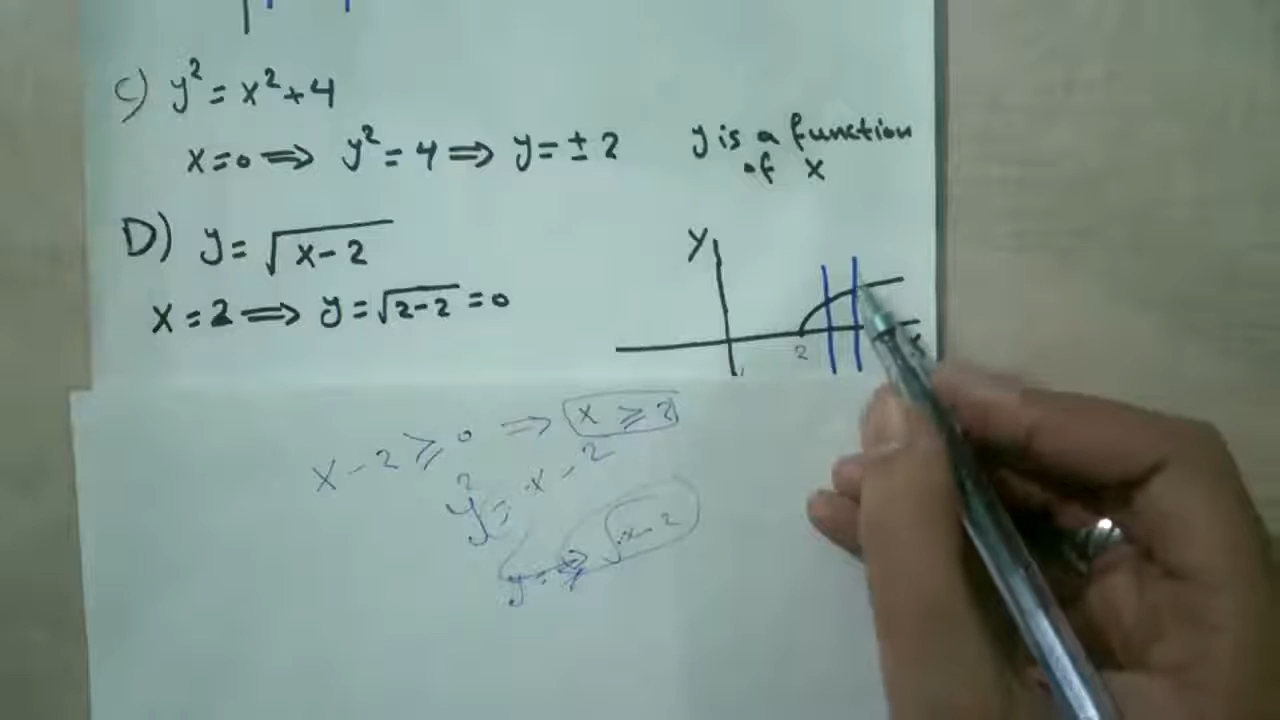 C) y² = x² + 4
x = 0 ⟹ y² = 4 ⟹ y = ± 2
y is a function
of x
D) y = √(x - 2)
x = 2 ⟹ y = √(2 - 2) = 0
y
2
x - 2 ≥ 0 ⟹ x ≥ 2
y² = x - 2
√(x - 2)